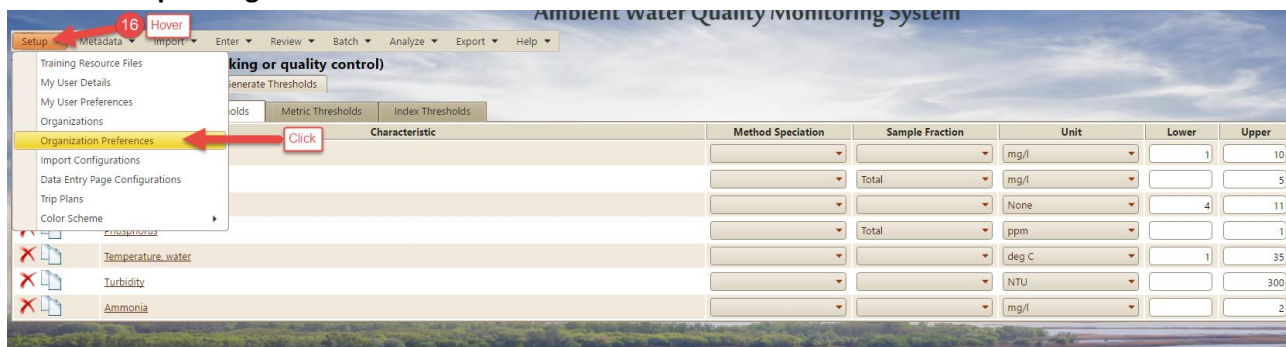 Ambient Water Quality Monitoring System
16 Hover
Setup Metadata Import Enter Review Batch Analyze Export Help
Training Resource Files
king or quality control)
My User Details
Generate Thresholds
My User Preferences
olds Metric Thresholds Index Thresholds
Organizations
Characteristic Method Speciation Sample Fraction Unit Lower Upper
Organization Preferences
Click
Import Configurations
mg/l 1 10
Data Entry Page Configurations
Total mg/l 5
Trip Plans
None 4 11
Color Scheme
Phosphorus Total ppm 1
Temperature, water deg C 1 35
Turbidity NTU 300
Ammonia mg/l 2